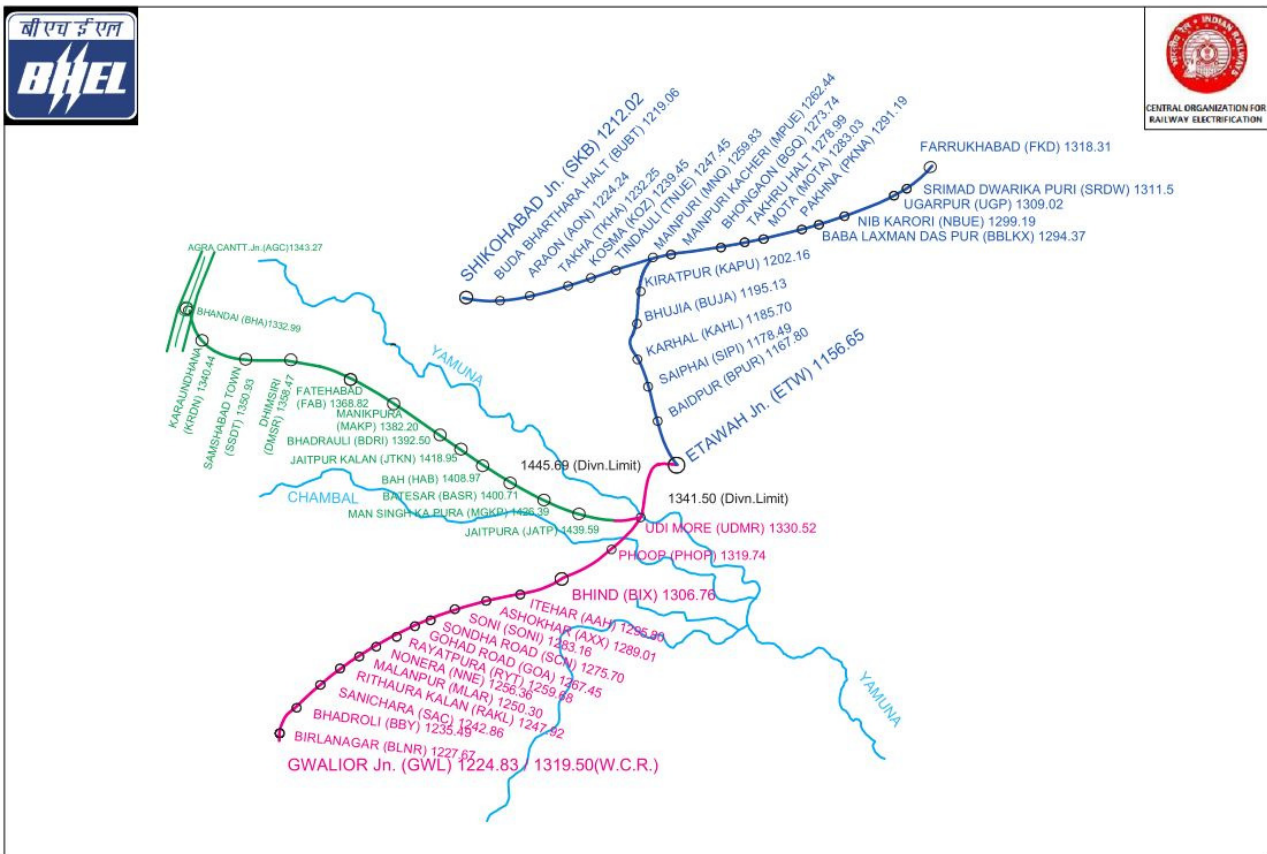 बी एच ई एल
BHEL
भारतीय रेल • INDIAN RAILWAYS
CENTRAL ORGANIZATION FOR
RAILWAY ELECTRIFICATION
SHIKOHABAD Jn. (SKB) 1212.02
BUDA BHARTHARA HALT (BUBT) 1219.06
ARAON (AON) 1224.24
TAKHA (TKHA) 1232.25
KOSMA (KOZ) 1239.45
TINDAULI (TNUE) 1247.45
MAINPURI (MNQ) 1259.83
MAINPURI KACHERI (MPUE) 1262.44
BHONGAON (BGQ) 1273.74
TAKHRU HALT 1278.99
MOTA (MOTA) 1283.03
PAKHNA (PKNA) 1291.19
FARRUKHABAD (FKD) 1318.31
SRIMAD DWARIKA PURI (SRDW) 1311.5
UGARPUR (UGP) 1309.02
NIB KARORI (NBUE) 1299.19
BABA LAXMAN DAS PUR (BBLKX) 1294.37
KIRATPUR (KAPU) 1202.16
BHUJIA (BUJA) 1195.13
KARHAL (KAHL) 1185.70
SAIPHAI (SIPI) 1178.49
BAIDPUR (BPUR) 1167.80
ETAWAH Jn. (ETW) 1156.65
AGRA CANTT.Jn.(AGC)1343.27
BHANDAI (BHA)1332.99
KARAUNDHANA
(KRDN) 1340.44
SAMSHABAD TOWN
(SSDT) 1350.93
DHIMSIRI
(DMSR) 1358.47
FATEHABAD
(FAB) 1368.82
MANIKPURA
(MAKP) 1382.20
BHADRAULI (BDRI) 1392.50
JAITPUR KALAN (JTKN) 1418.95
BAH (HAB) 1408.97
BATESAR (BASR) 1400.71
MAN SINGH KA PURA (MGKP) 1426.39
JAITPURA (JATP) 1439.59
YAMUNA
CHAMBAL
1445.69 (Divn.Limit)
1341.50 (Divn.Limit)
UDI MORE (UDMR) 1330.52
PHOOP (PHOP) 1319.74
BHIND (BIX) 1306.76
ITEHAR (AAH) 1295.80
ASHOKHAR (AXX) 1289.01
SONI (SONI) 1283.16
SONDHA ROAD (SCN) 1275.70
GOHAD ROAD (GOA) 1267.45
RAYATPURA (RYT) 1259.68
NONERA (NNE) 1256.36
MALANPUR (MLAR) 1250.30
RITHAURA KALAN (RAKL) 1247.92
SANICHARA (SAC) 1242.86
BHADROLI (BBY) 1235.49
BIRLANAGAR (BLNR) 1227.67
GWALIOR Jn. (GWL) 1224.83 / 1319.50(W.C.R.)
YAMUNA